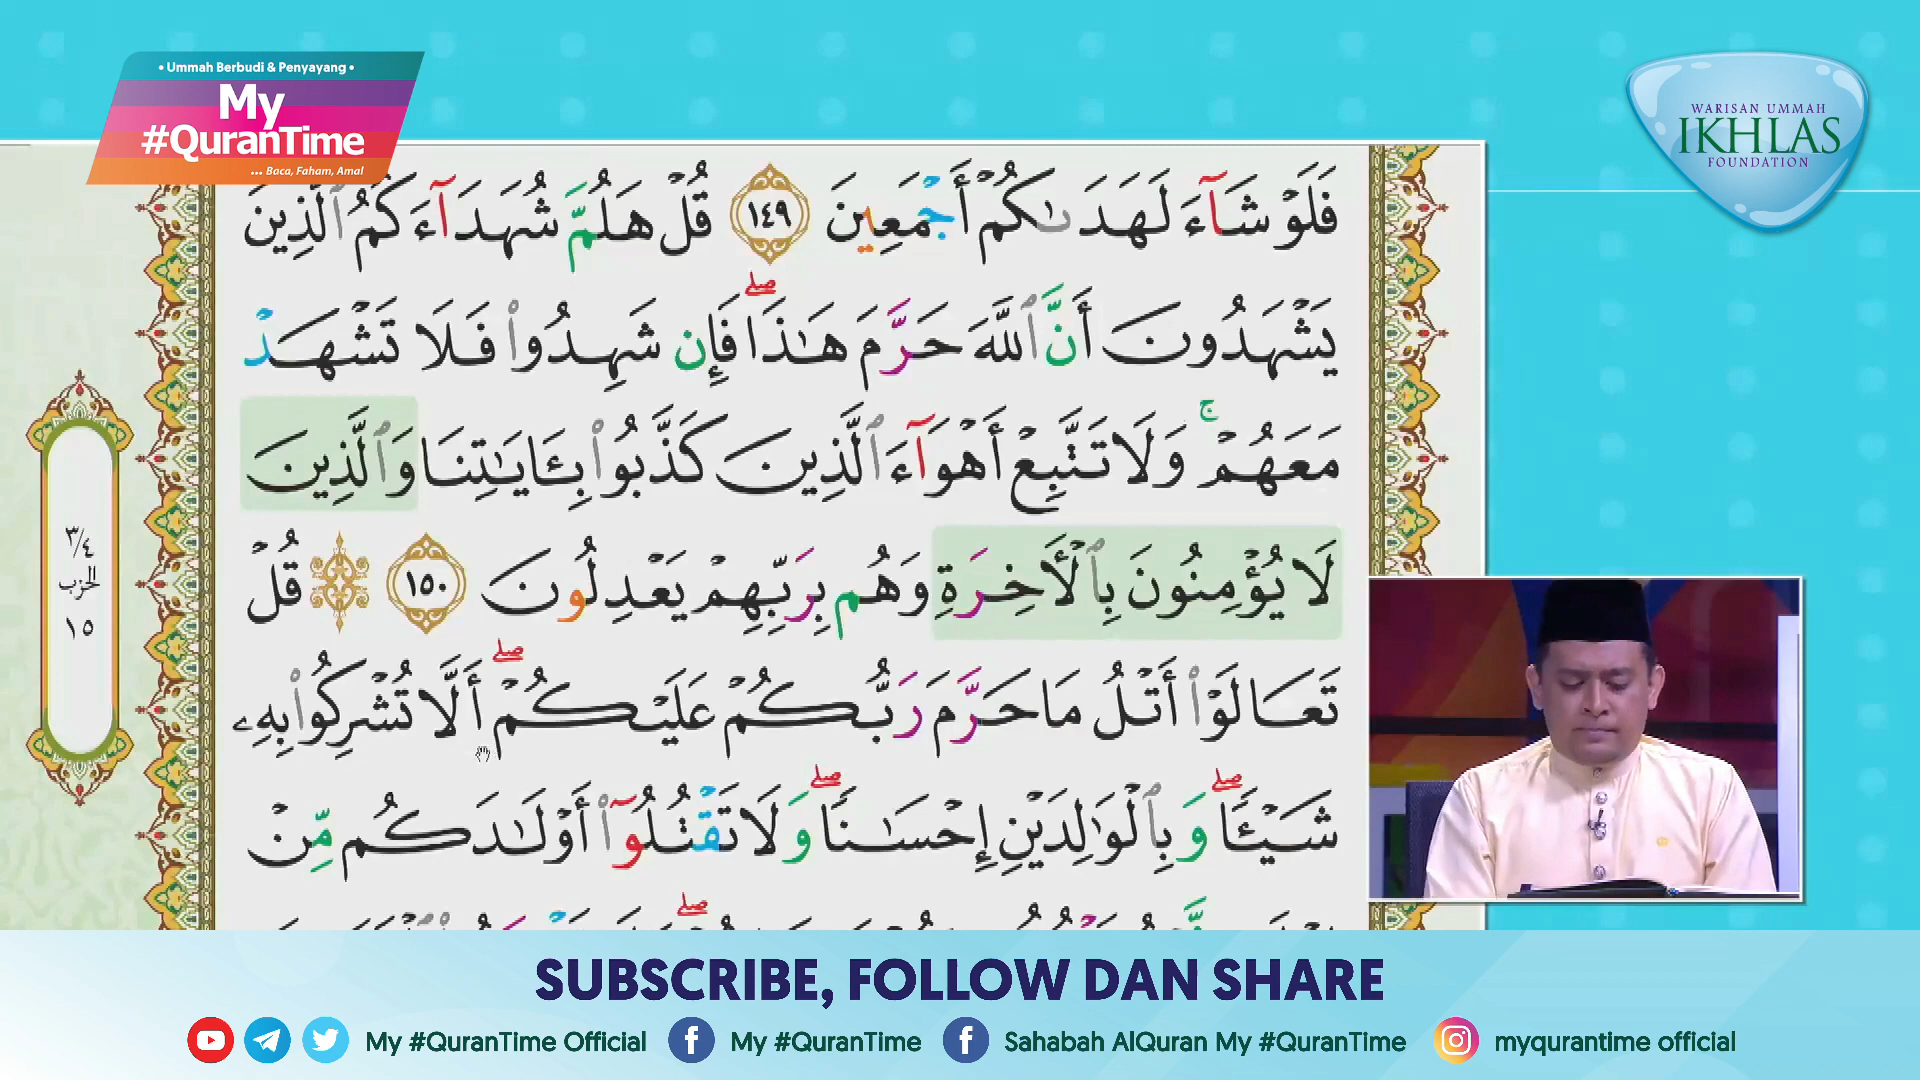 • Ummah Berbudi & Penyayang •
My
#QuranTime
... Baca, Faham, Amal
WARISAN UMMAH
IKHLAS
FOUNDATION
فَلَوْ شَآءَ لَهَدَىٰكُمْ أَجْمَعِينَ ١٤٩ قُلْ هَلُمَّ شُهَدَآءَكُمُ ٱلَّذِينَ
يَشْهَدُونَ أَنَّ ٱللَّهَ حَرَّمَ هَـٰذَا ۖ فَإِن شَهِدُوا۟ فَلَا تَشْهَدْ
مَعَهُمْ ۚ وَلَا تَتَّبِعْ أَهْوَآءَ ٱلَّذِينَ كَذَّبُوا۟ بِـَٔايَـٰتِنَا وَٱلَّذِينَ
لَا يُؤْمِنُونَ بِٱلْأَخِرَةِ وَهُم بِرَبِّهِمْ يَعْدِلُونَ ١٥٠ ۞ قُلْ
تَعَالَوْا۟ أَتْلُ مَا حَرَّمَ رَبُّكُمْ عَلَيْكُمْ ۖ أَلَّا تُشْرِكُوا۟ بِهِۦ
شَيْـًٔا ۖ وَبِٱلْوَٰلِدَيْنِ إِحْسَـٰنًا ۖ وَلَا تَقْتُلُوٓا۟ أَوْلَـٰدَكُم مِّنْ
٣/٤
الحزب
١٥
SUBSCRIBE, FOLLOW DAN SHARE
My #QuranTime Official My #QuranTime Sahabah AlQuran My #QuranTime myqurantime official